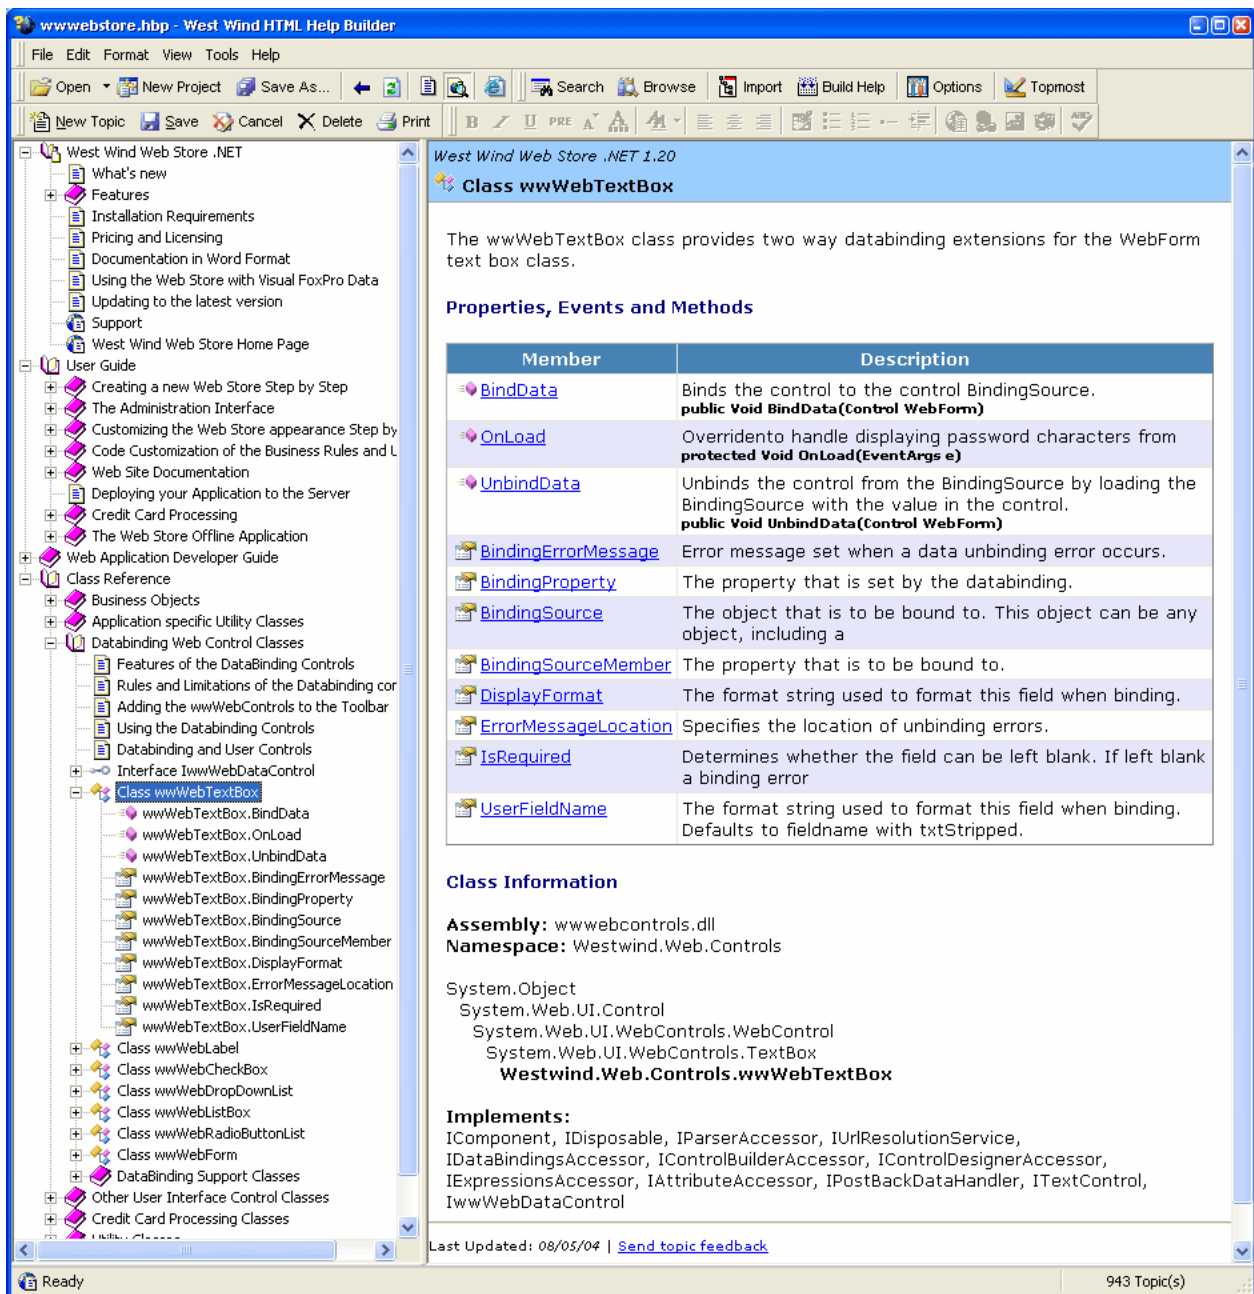 wwwebstore.hbp - West Wind HTML Help Builder
File Edit Format View Tools Help
Open New Project Save As... Search Browse Import Build Help Options Topmost
New Topic Save Cancel Delete Print B I U PRE A A A
West Wind Web Store .NET
What's new
Features
Installation Requirements
Pricing and Licensing
Documentation in Word Format
Using the Web Store with Visual FoxPro Data
Updating to the latest version
Support
West Wind Web Store Home Page
User Guide
Creating a new Web Store Step by Step
The Administration Interface
Customizing the Web Store appearance Step by
Code Customization of the Business Rules and L
Web Site Documentation
Deploying your Application to the Server
Credit Card Processing
The Web Store Offline Application
Web Application Developer Guide
Class Reference
Business Objects
Application specific Utility Classes
Databinding Web Control Classes
Features of the DataBinding Controls
Rules and Limitations of the Databinding cor
Adding the wwWebControls to the Toolbar
Using the Databinding Controls
Databinding and User Controls
Interface IwwWebDataControl
Class wwWebTextBox
wwWebTextBox.BindData
wwWebTextBox.OnLoad
wwWebTextBox.UnbindData
wwWebTextBox.BindingErrorMessage
wwWebTextBox.BindingProperty
wwWebTextBox.BindingSource
wwWebTextBox.BindingSourceMember
wwWebTextBox.DisplayFormat
wwWebTextBox.ErrorMessageLocation
wwWebTextBox.IsRequired
wwWebTextBox.UserFieldName
Class wwWebLabel
Class wwWebCheckBox
Class wwWebDropDownList
Class wwWebListBox
Class wwWebRadioButtonList
Class wwWebForm
DataBinding Support Classes
Other User Interface Control Classes
Credit Card Processing Classes
Utility Classes
West Wind Web Store .NET 1.20
Class wwWebTextBox
The wwWebTextBox class provides two way databinding extensions for the WebForm
text box class.
Properties, Events and Methods
Member Description
BindData Binds the control to the control BindingSource.
public Void BindData(Control WebForm)
OnLoad Overridento handle displaying password characters from
protected Void OnLoad(EventArgs e)
UnbindData Unbinds the control from the BindingSource by loading the
BindingSource with the value in the control.
public Void UnbindData(Control WebForm)
BindingErrorMessage Error message set when a data unbinding error occurs.
BindingProperty The property that is set by the databinding.
BindingSource The object that is to be bound to. This object can be any
object, including a
BindingSourceMember The property that is to be bound to.
DisplayFormat The format string used to format this field when binding.
ErrorMessageLocation Specifies the location of unbinding errors.
IsRequired Determines whether the field can be left blank. If left blank
a binding error
UserFieldName The format string used to format this field when binding.
Defaults to fieldname with txtStripped.
Class Information
Assembly: wwwebcontrols.dll
Namespace: Westwind.Web.Controls
System.Object
System.Web.UI.Control
System.Web.UI.WebControls.WebControl
System.Web.UI.WebControls.TextBox
Westwind.Web.Controls.wwWebTextBox
Implements:
IComponent, IDisposable, IParserAccessor, IUrlResolutionService,
IDataBindingsAccessor, IControlBuilderAccessor, IControlDesignerAccessor,
IExpressionsAccessor, IAttributeAccessor, IPostBackDataHandler, ITextControl,
IwwWebDataControl
Last Updated: 08/05/04 | Send topic feedback
Ready 943 Topic(s)